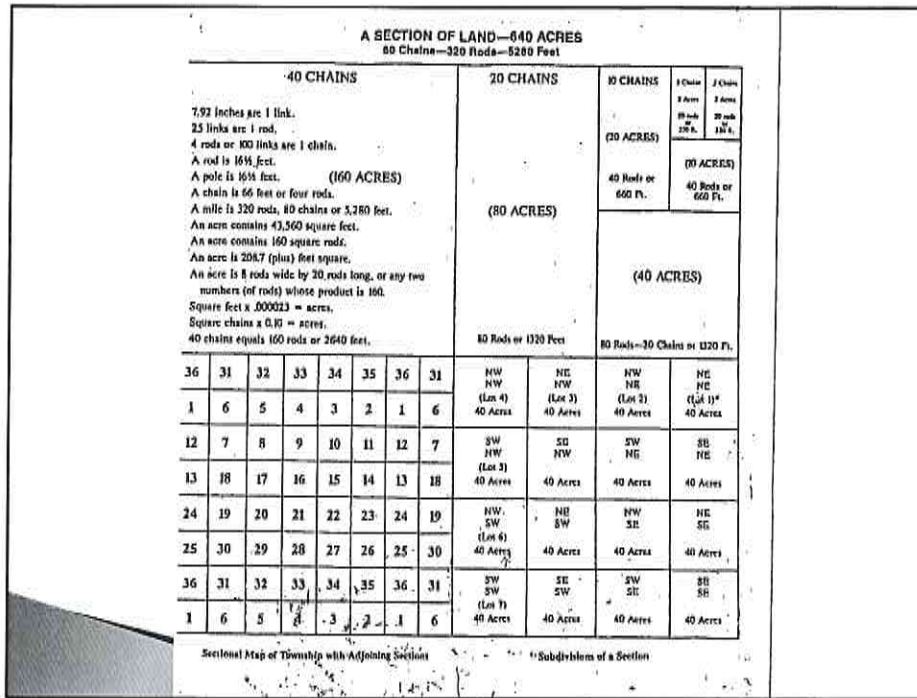 A SECTION OF LAND—640 ACRES
80 Chains—320 Rods—5280 Feet
40 CHAINS
7.92 inches are 1 link.
25 links are 1 rod.
4 rods or 100 links are 1 chain.
A rod is 16½ feet.
A pole is 16½ feet.
(160 ACRES)
A chain is 66 feet or four rods.
A mile is 320 rods, 80 chains or 5,280 feet.
An acre contains 43,560 square feet.
An acre contains 160 square rods.
An acre is 208.7 (plus) feet square.
An acre is 8 rods wide by 20 rods long, or any two
numbers (of rods) whose product is 160.
Square feet x .000023 = acres.
Square chains x 0.10 = acres.
40 chains equals 160 rods or 2640 feet.
20 CHAINS
(80 ACRES)
80 Rods or 1320 Feet
10 CHAINS
(20 ACRES)
40 Rods or
660 Ft.
Chains
Acres
20 rods
or
Chains
Acres
20 rods
or
(10 ACRES)
40 Rods or
660 Ft.
(40 ACRES)
80 Rods—20 Chains or 1320 Ft.
36 31 32 33 34 35 36 31
1 6 5 4 3 2 1 6
12 7 8 9 10 11 12 7
13 18 17 16 15 14 13 18
24 19 20 21 22 23 24 19
25 30 29 28 27 26 25 30
36 31 32 33 34 35 36 31
1 6 5 4 3 2 1 6
NW NE NW NE
NW NW NE NE
(Lot 4) (Lot 3) (Lot 2) (Lot 1)*
40 Acres 40 Acres 40 Acres 40 Acres
SW SE SW SE
NW NW NE NE
(Lot 5)
40 Acres 40 Acres 40 Acres 40 Acres
NW NE NW NE
SW SW SE SE
(Lot 6)
40 Acres 40 Acres 40 Acres 40 Acres
SW SE SW SE
SW SW SE SE
(Lot 7)
40 Acres 40 Acres 40 Acres 40 Acres
Sectional Map of Township with Adjoining Sections
Subdivision of a Section